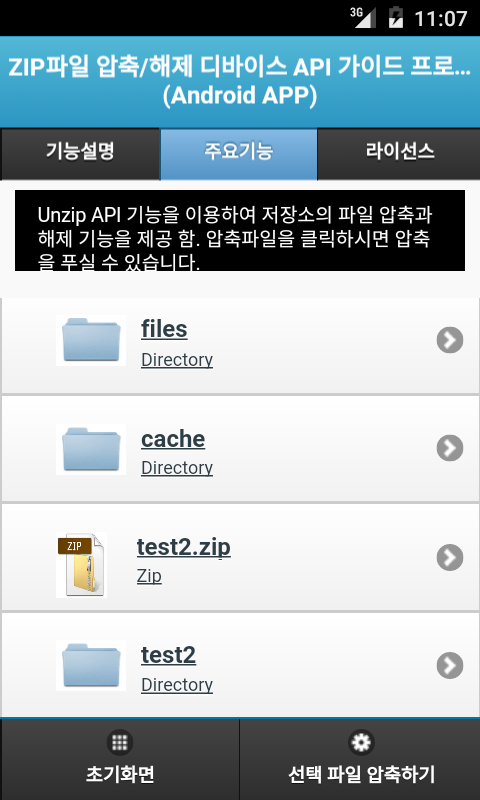 3G 11:07
ZIP파일 압축/해제 디바이스 API 가이드 프로...
(Android APP)
기능설명 주요기능 라이선스
Unzip API 기능을 이용하여 저장소의 파일 압축과
해제 기능을 제공 함. 압축파일을 클릭하시면 압축
을 푸실 수 있습니다.
files
Directory
cache
Directory
ZIP
test2.zip
Zip
test2
Directory
초기화면 선택 파일 압축하기